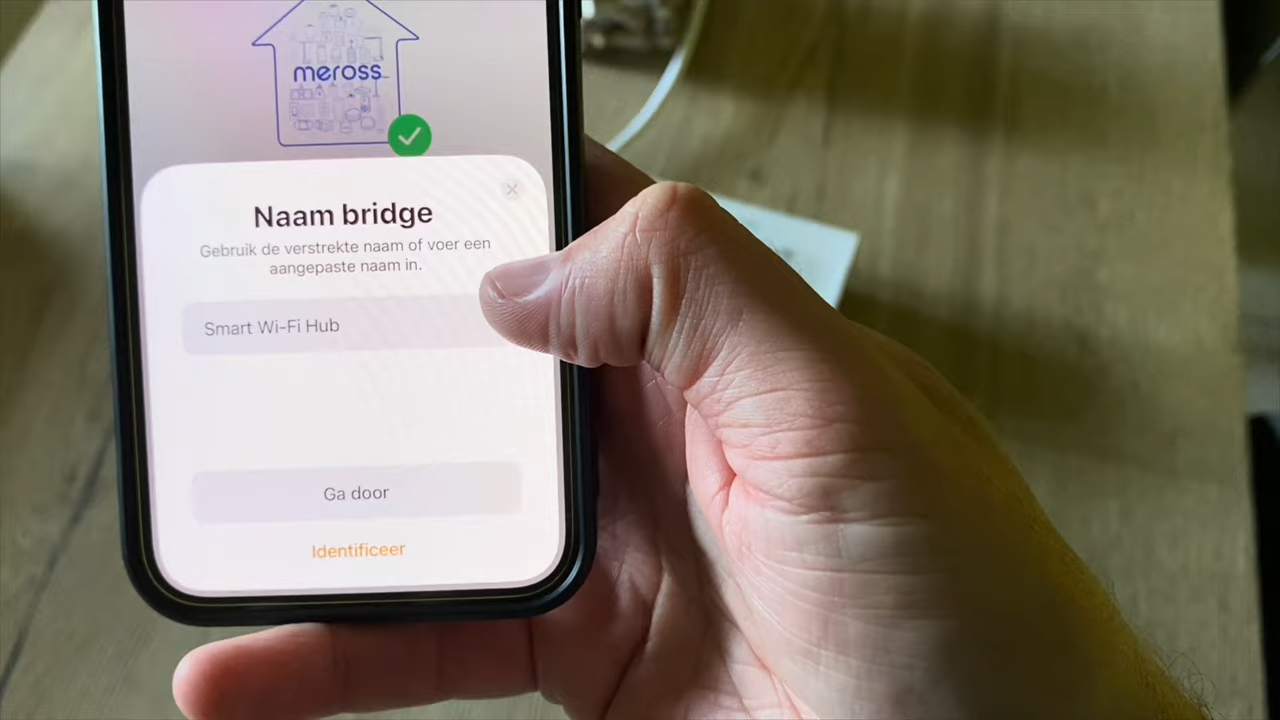 meross
Naam bridge
Gebruik de verstrekte naam of voer een
aangepaste naam in.
Smart Wi-Fi Hub
Ga door
Identificeer